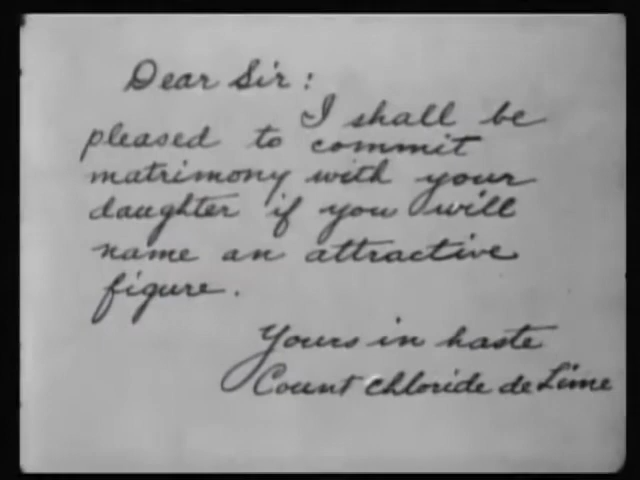 Dear Sir:
I shall be
pleased to commit
matrimony with your
daughter if you will
name an attractive
figure.
Yours in haste
Count Chloride de Lime